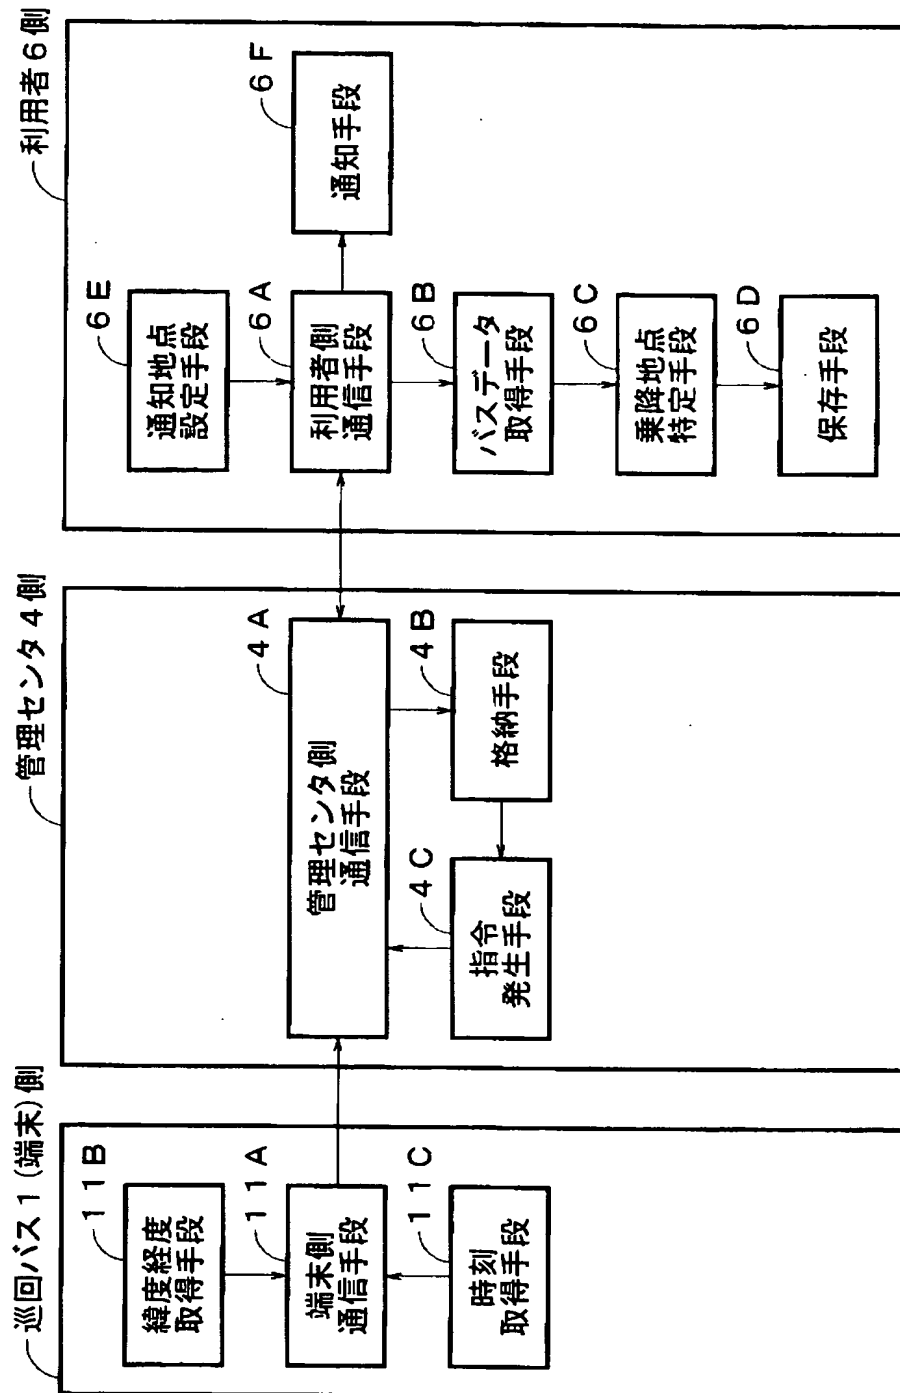 巡回バス1(端末)側
11B
緯度経度
取得手段
11A
端末側
通信手段
11C
時刻
取得手段
管理センタ4側
4A
管理センタ側
通信手段
4B
格納手段
4C
指令
発生手段
利用者6側
6E
通知地点
設定手段
6A
利用者側
通信手段
6F
通知手段
6B
バスデータ
取得手段
6C
乗降地点
特定手段
6D
保存手段